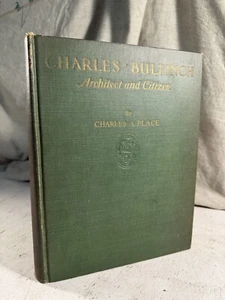 CHARLES · BULFINCH
Architect and Citizen
By
CHARLES A. PLACE